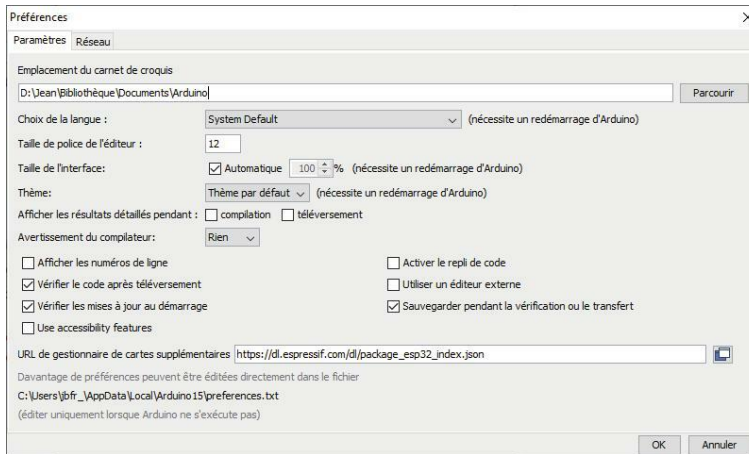 Préférences
Paramètres Réseau
Emplacement du carnet de croquis
D:\Jean\Bibliothèque\Documents\Arduino Parcourir
Choix de la langue : System Default (nécessite un redémarrage d'Arduino)
Taille de police de l'éditeur : 12
Taille de l'interface: Automatique 100 % (nécessite un redémarrage d'Arduino)
Thème: Thème par défaut (nécessite un redémarrage d'Arduino)
Afficher les résultats détaillés pendant : compilation téléversement
Avertissement du compilateur: Rien
Afficher les numéros de ligne Activer le repli de code
Vérifier le code après téléversement Utiliser un éditeur externe
Vérifier les mises à jour au démarrage Sauvegarder pendant la vérification ou le transfert
Use accessibility features
URL de gestionnaire de cartes supplémentaires https://dl.espressif.com/dl/package_esp32_index.json
Davantage de préférences peuvent être éditées directement dans le fichier
C:\Users\jbfr_\AppData\Local\Arduino15\preferences.txt
(éditer uniquement lorsque Arduino ne s'exécute pas)
OK Annuler